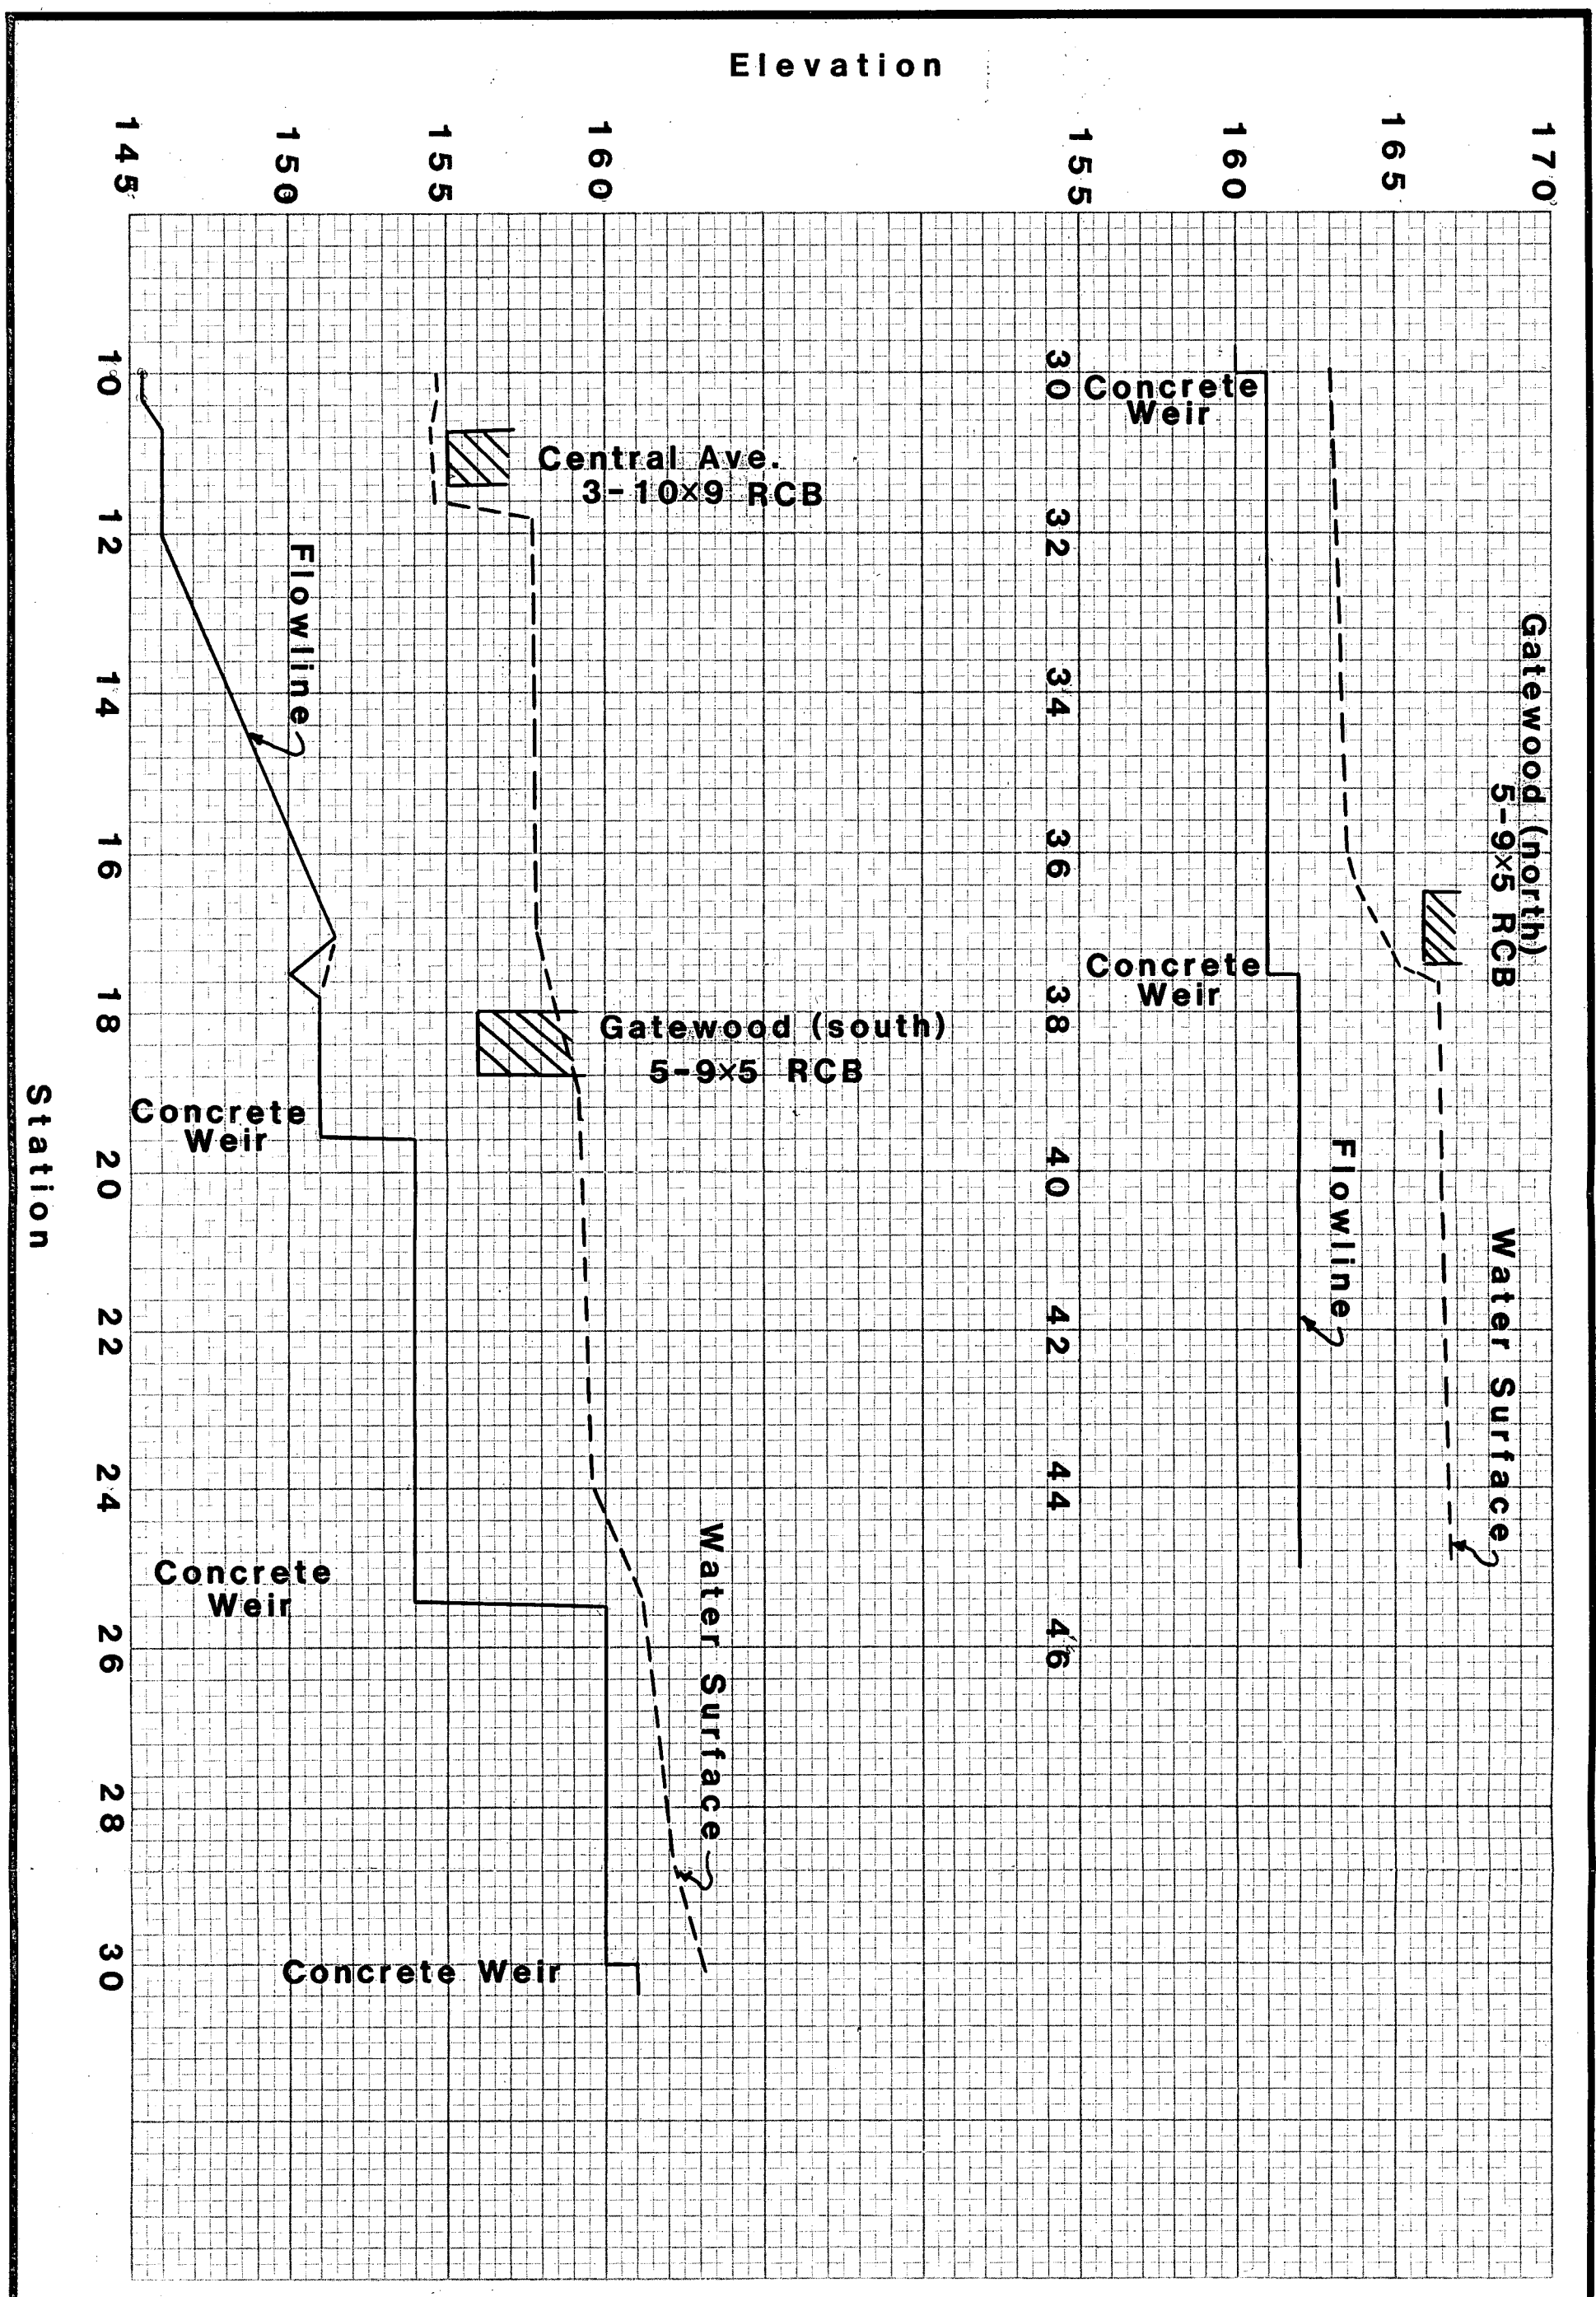 Elevation
170
165
160
155
160
155
150
145
Gatewood (north)
5-9×5 RCB
Water Surface
Flowline
Concrete
Weir
Concrete
Weir
30
32
34
36
38
40
42
44
46
Central Ave.
3-10×9 RCB
Gatewood (south)
5-9×5 RCB
Water Surface
Flowline
Concrete
Weir
Concrete
Weir
Concrete Weir
10
12
14
16
18
20
22
24
26
28
30
Station